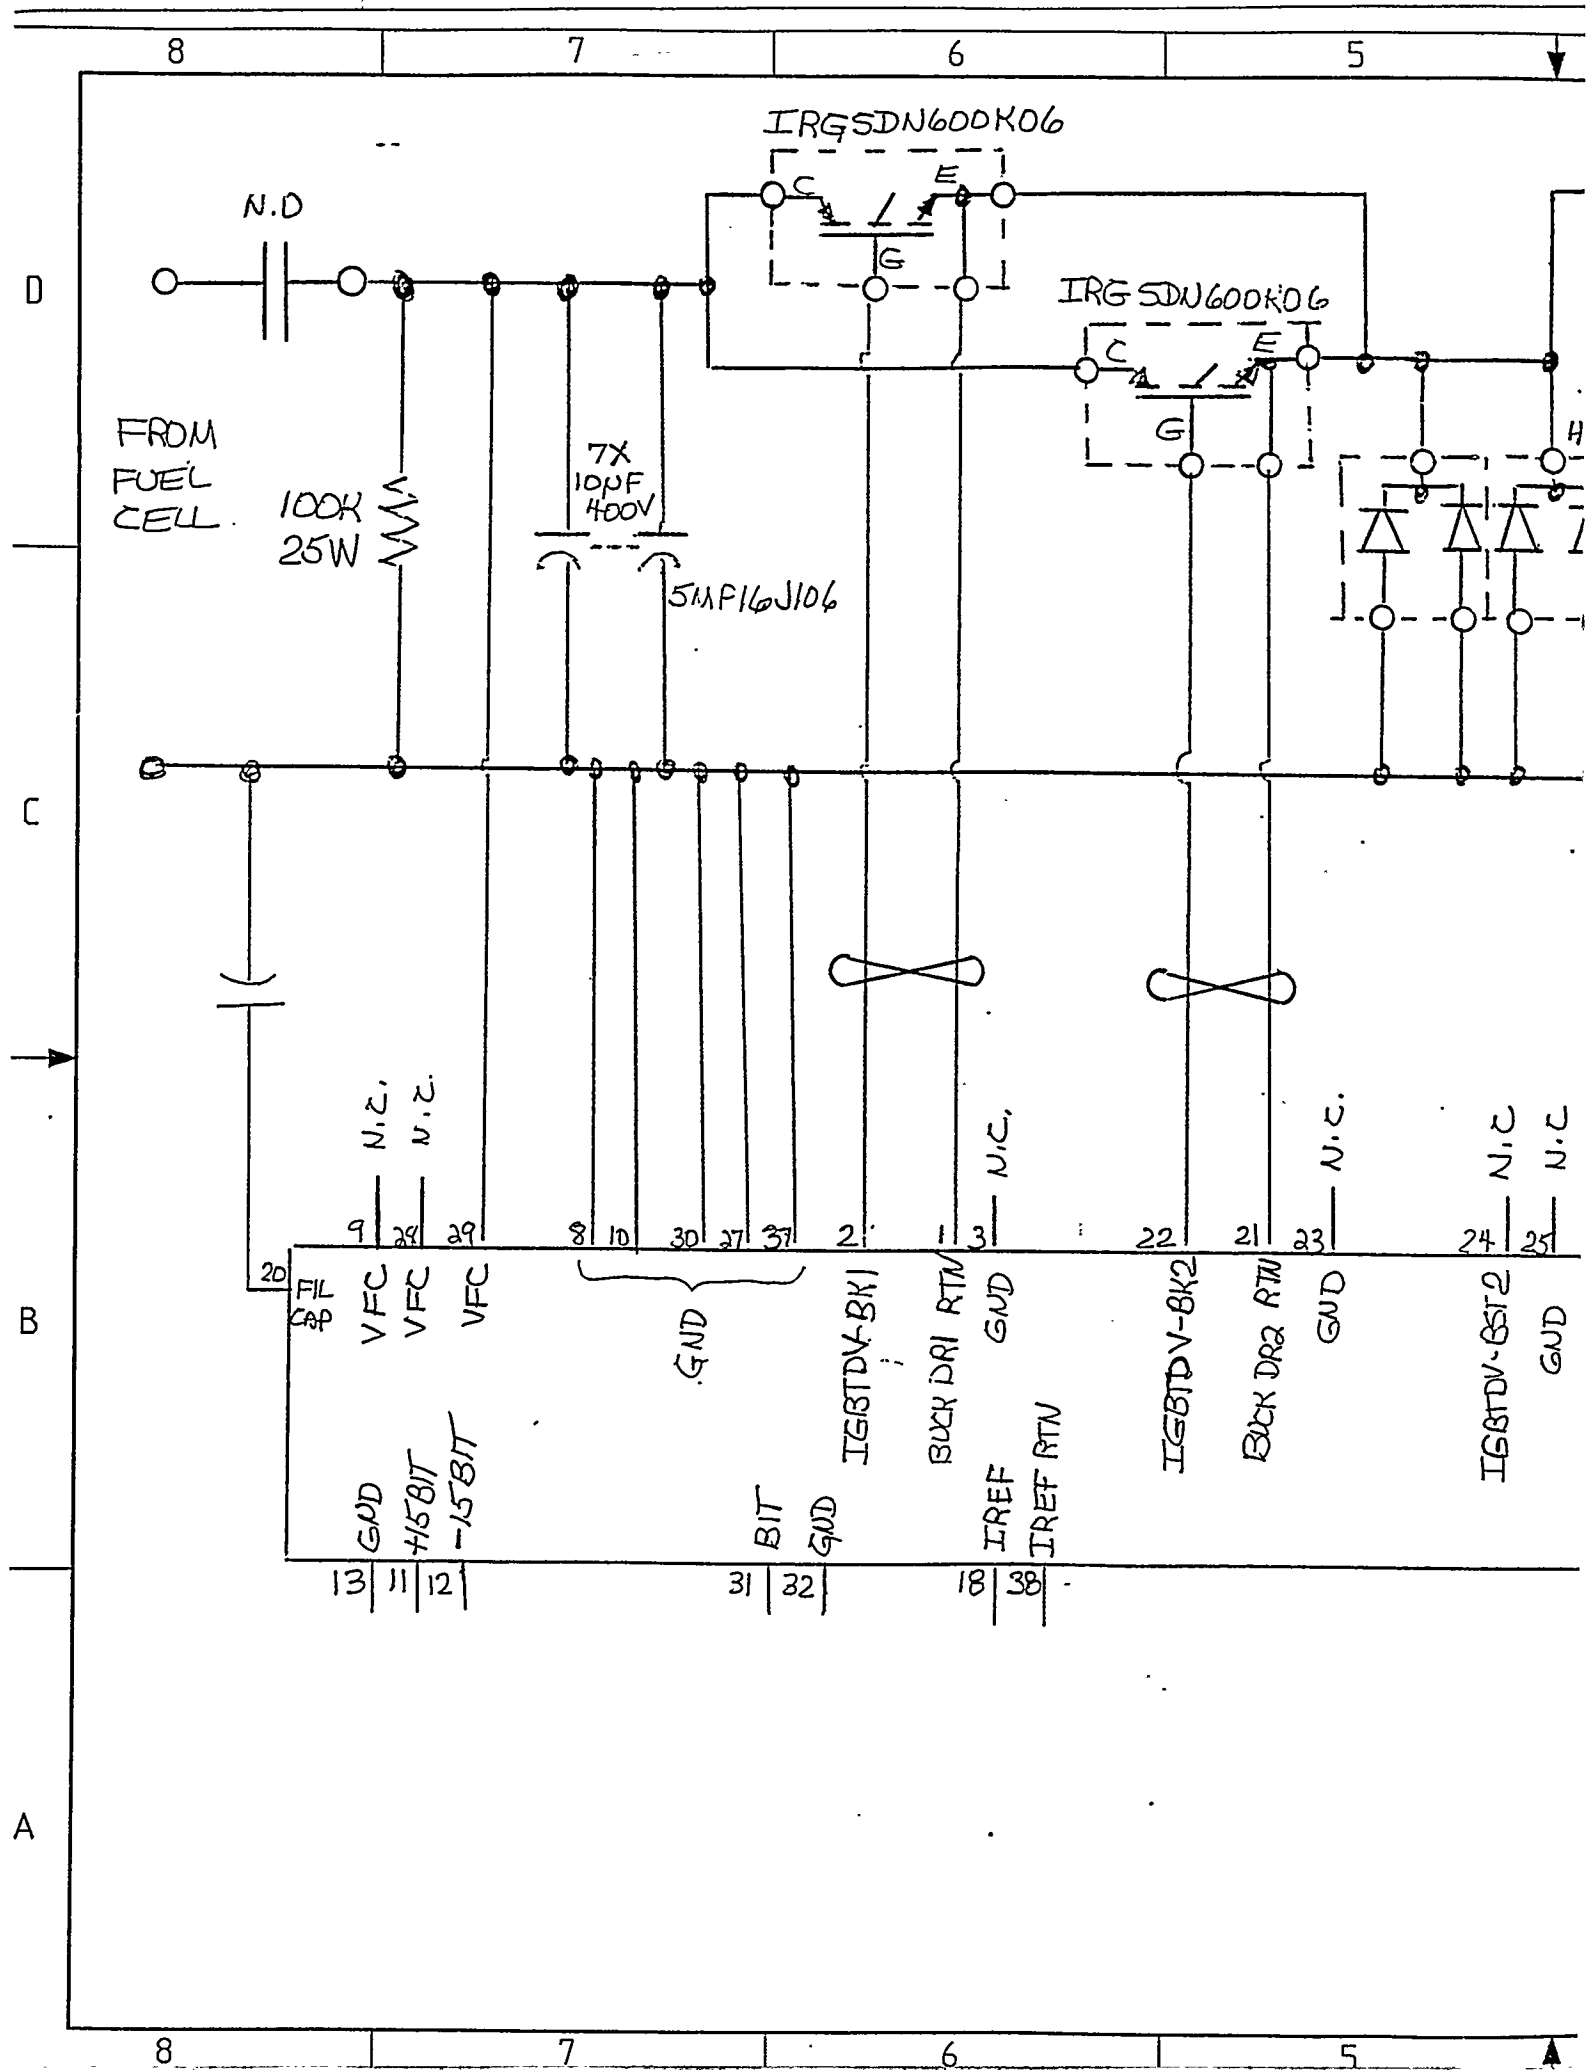 8 7 6 5
IRGSDN600K06
C E
N.O
G
D
IRGSDN600K06
C E
FROM
FUEL
CELL
G
H
7X
10µF
400V
100K
25W
5MF16J106
C
N.C. N.C. N.C. N.C. N.C N.C
9 28 29 8 10 30 27 37 2 1 3 22 21 23 24 25
20
FIL
CAP
VFC VFC VFC GND IGBTDV-BK1 BUCK DR1 RTN GND IGBTDV-BK2 BUCK DR2 RTN GND IGBTDV-BST2 GND
B
GND +15BIT -15BIT BIT GND IREF IREF RTN
13 11 12 31 32 18 38
A
8 7 6 5